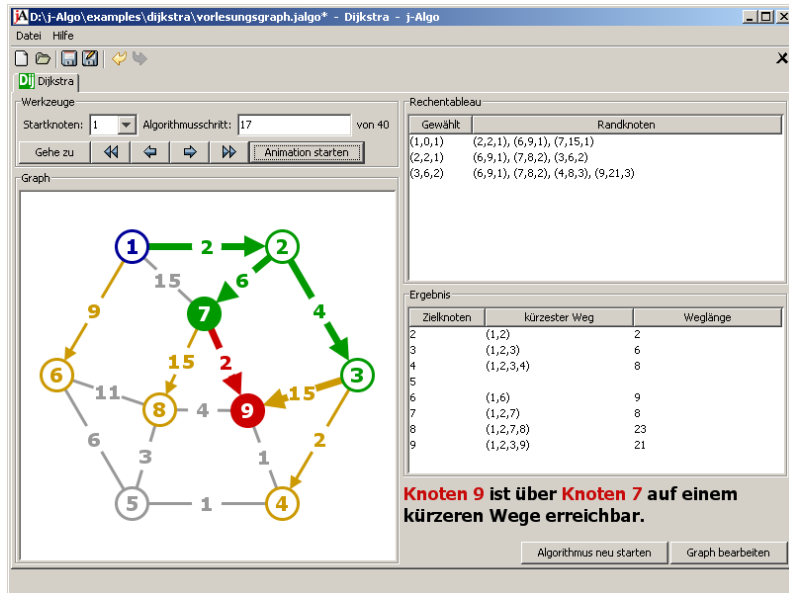 jA D:\j-Algo\examples\dijkstra\vorlesungsgraph.jalgo* - Dijkstra - j-Algo
Datei Hilfe
Dij Dijkstra
Werkzeuge
Startknoten: 1 Algorithmusschritt: 17 von 40
Gehe zu Animation starten
Graph
1 2 2
15 6
9 7 4
15 2
6 11 8 4 9 15 3
6 3 1 2
5 1 4
Rechentableau
Gewählt Randknoten
(1,0,1) (2,2,1), (6,9,1), (7,15,1)
(2,2,1) (6,9,1), (7,8,2), (3,6,2)
(3,6,2) (6,9,1), (7,8,2), (4,8,3), (9,21,3)
Ergebnis
Zielknoten kürzester Weg Weglänge
2 (1,2) 2
3 (1,2,3) 6
4 (1,2,3,4) 8
5
6 (1,6) 9
7 (1,2,7) 8
8 (1,2,7,8) 23
9 (1,2,3,9) 21
Knoten 9 ist über Knoten 7 auf einem
kürzeren Wege erreichbar.
Algorithmus neu starten Graph bearbeiten